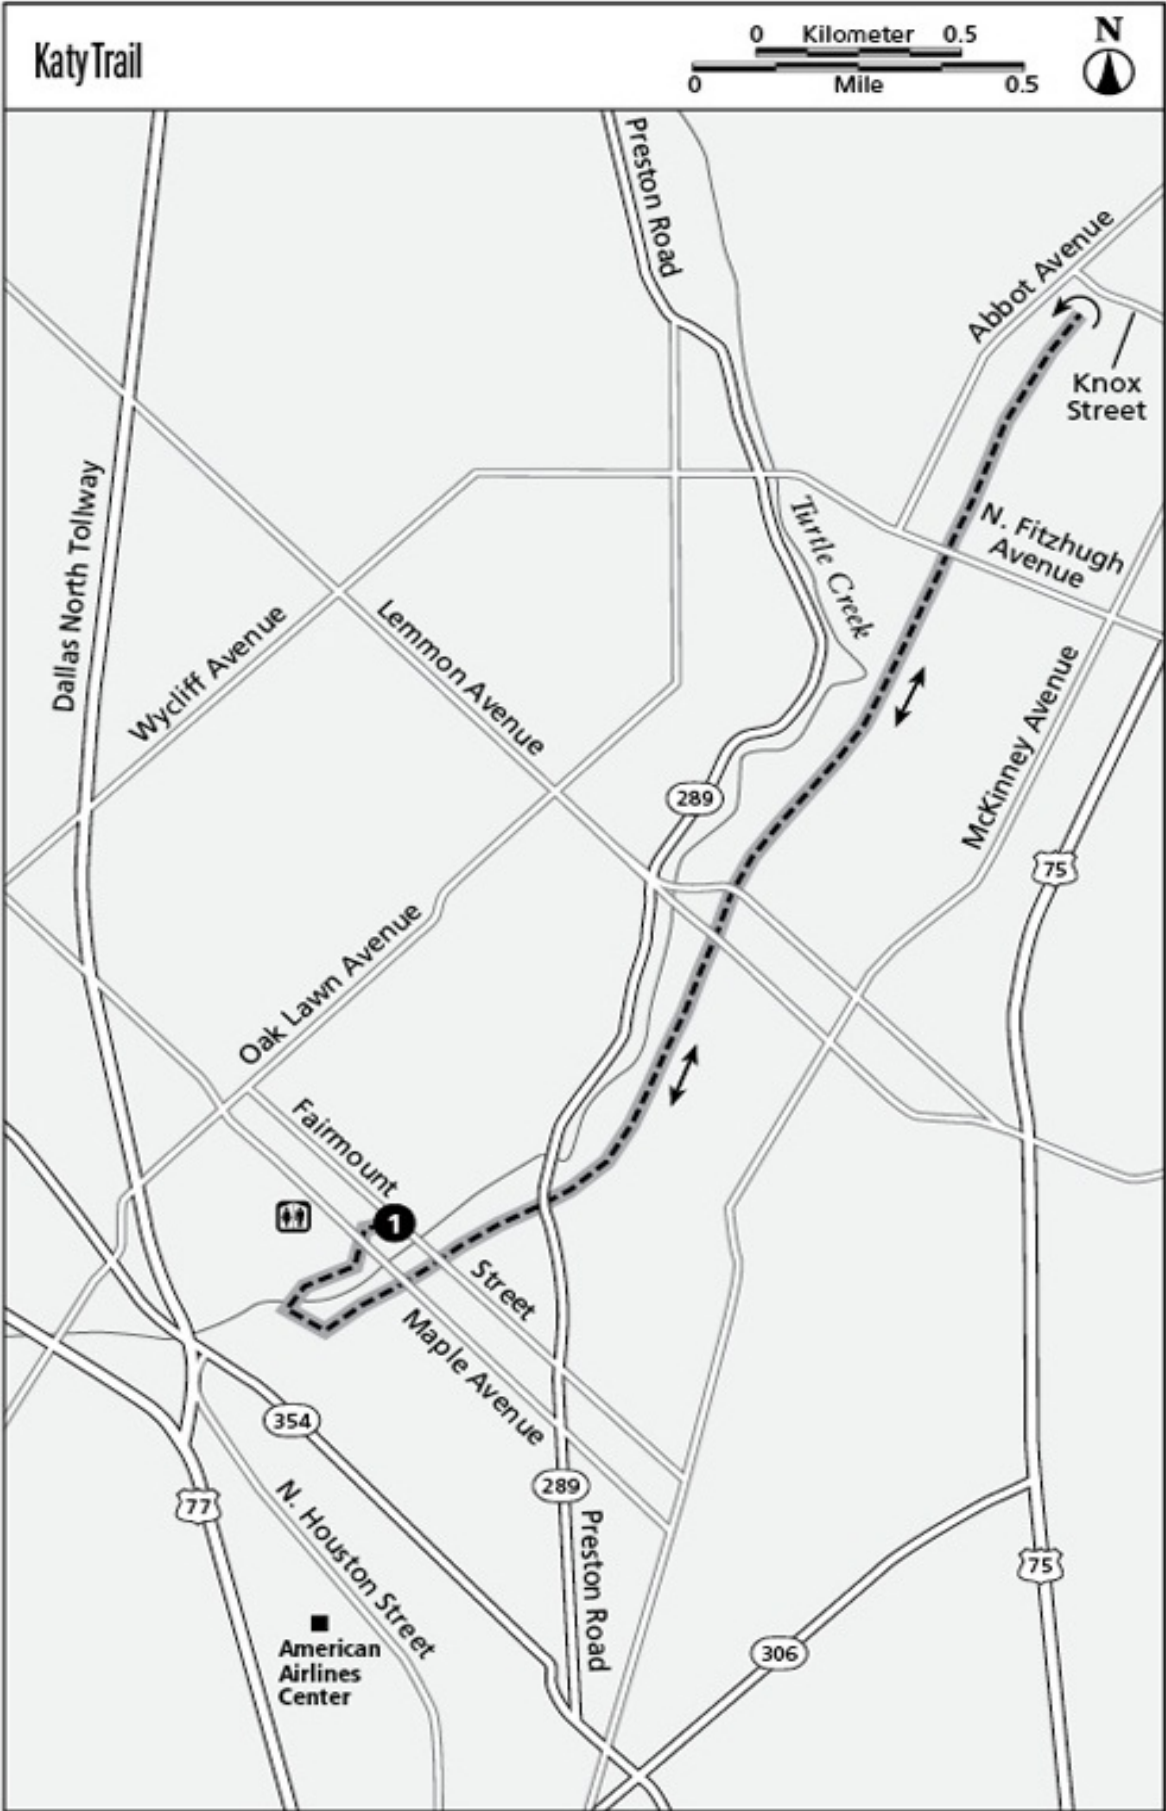 Katy Trail
0 Kilometer 0.5
0 Mile 0.5
N
Preston Road
Abbot Avenue
Knox
Street
Dallas North Tollway
Turtle Creek
N. Fitzhugh
Avenue
Wycliff Avenue
Lemmon Avenue
McKinney Avenue
289
75
Oak Lawn Avenue
Fairmount
1
Street
Maple Avenue
354
289
77
N. Houston Street
Preston Road
75
American
Airlines
Center
306